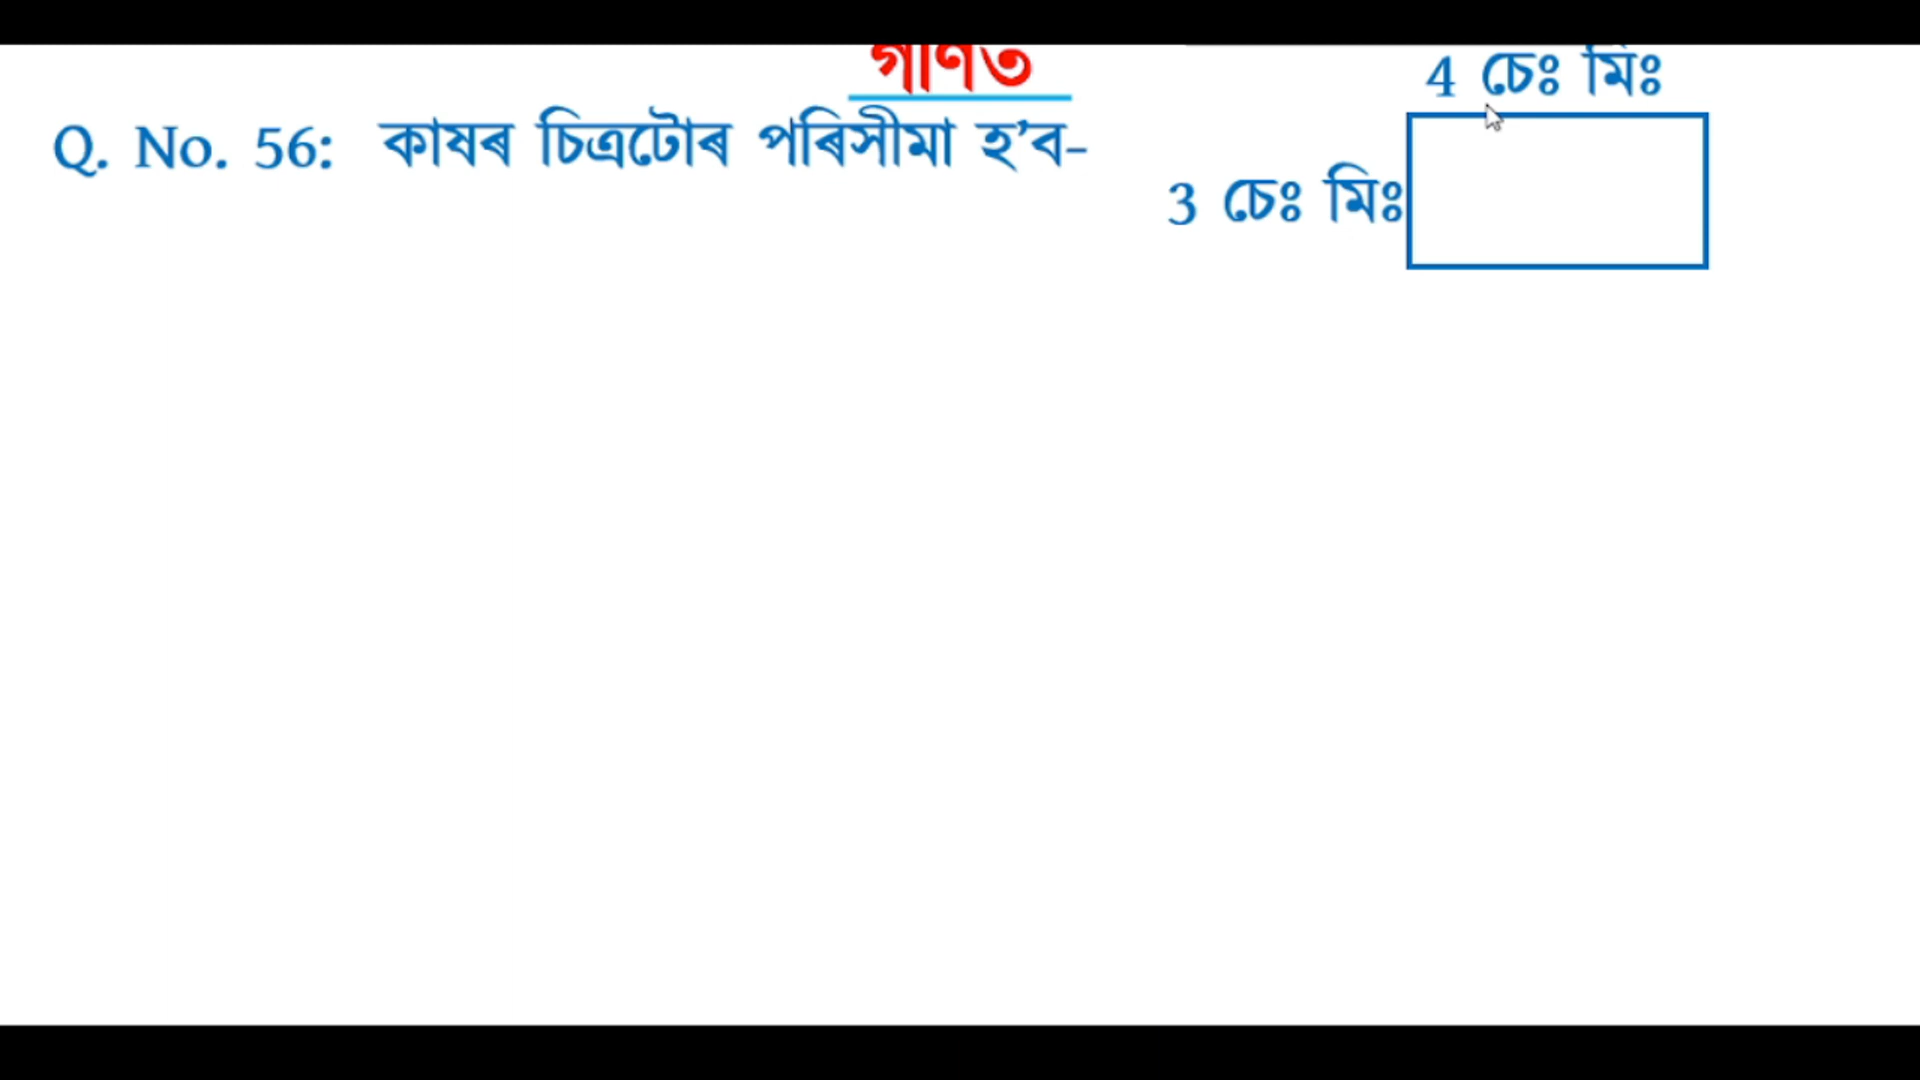 গণিত
4 চেঃ মিঃ
Q. No. 56: কাষৰ চিত্ৰটোৰ পৰিসীমা হ’ব-
3 চেঃ মিঃ